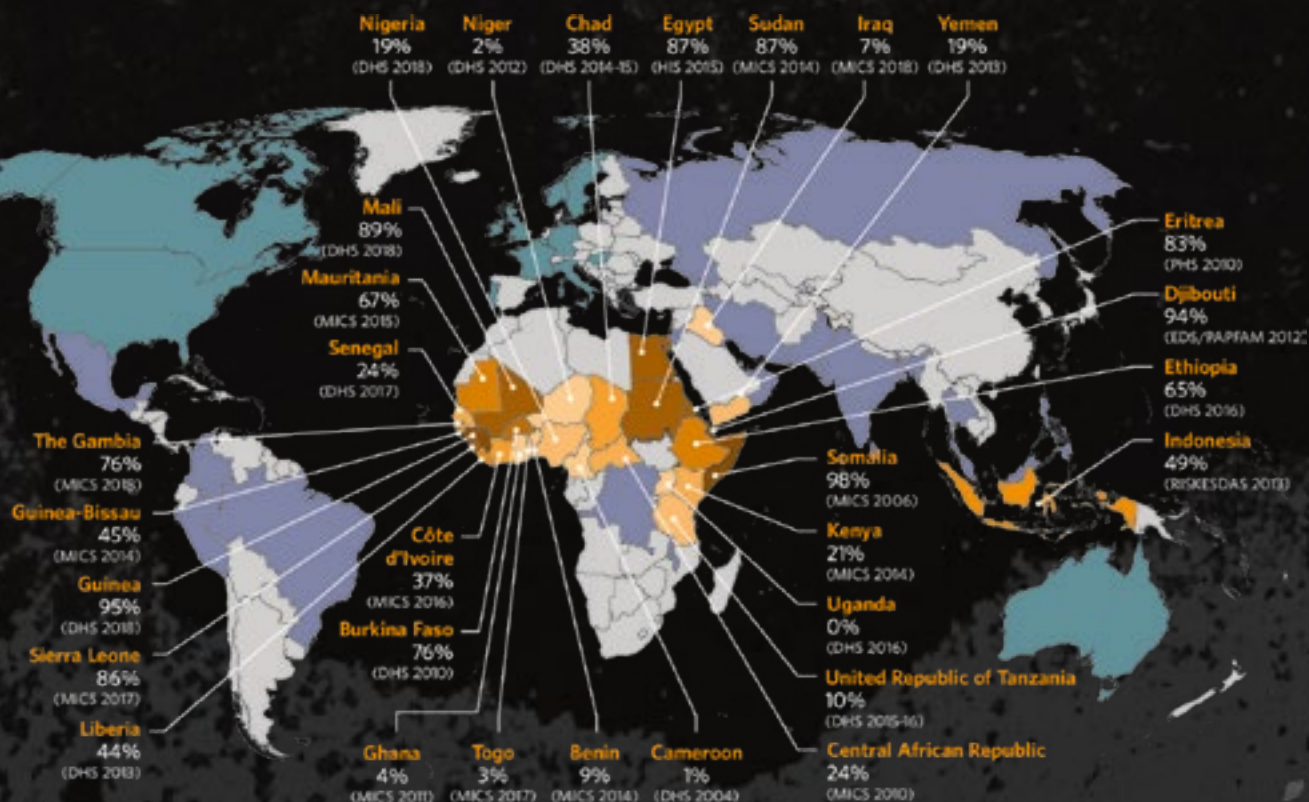 Nigeria
19%
(DHS 2018)
Niger
2%
(DHS 2012)
Chad
38%
(DHS 2014-15)
Egypt
87%
(HIS 2015)
Sudan
87%
(MICS 2014)
Iraq
7%
(MICS 2018)
Yemen
19%
(DHS 2013)
Mali
89%
(DHS 2018)
Mauritania
67%
(MICS 2015)
Senegal
24%
(DHS 2017)
The Gambia
76%
(MICS 2018)
Guinea-Bissau
45%
(MICS 2014)
Guinea
95%
(DHS 2018)
Sierra Leone
86%
(MICS 2017)
Liberia
44%
(DHS 2013)
Côte
d'Ivoire
37%
(MICS 2016)
Burkina Faso
76%
(DHS 2010)
Ghana
4%
(MICS 2011)
Togo
3%
(MICS 2017)
Benin
9%
(MICS 2014)
Cameroon
1%
(DHS 2004)
Eritrea
83%
(PHS 2010)
Djibouti
94%
(EDS/PAPFAM 2012)
Ethiopia
65%
(DHS 2016)
Indonesia
49%
(RISKESDAS 2013)
Somalia
98%
(MICS 2006)
Kenya
21%
(MICS 2014)
Uganda
0%
(DHS 2016)
United Republic of Tanzania
10%
(DHS 2015-16)
Central African Republic
24%
(MICS 2010)